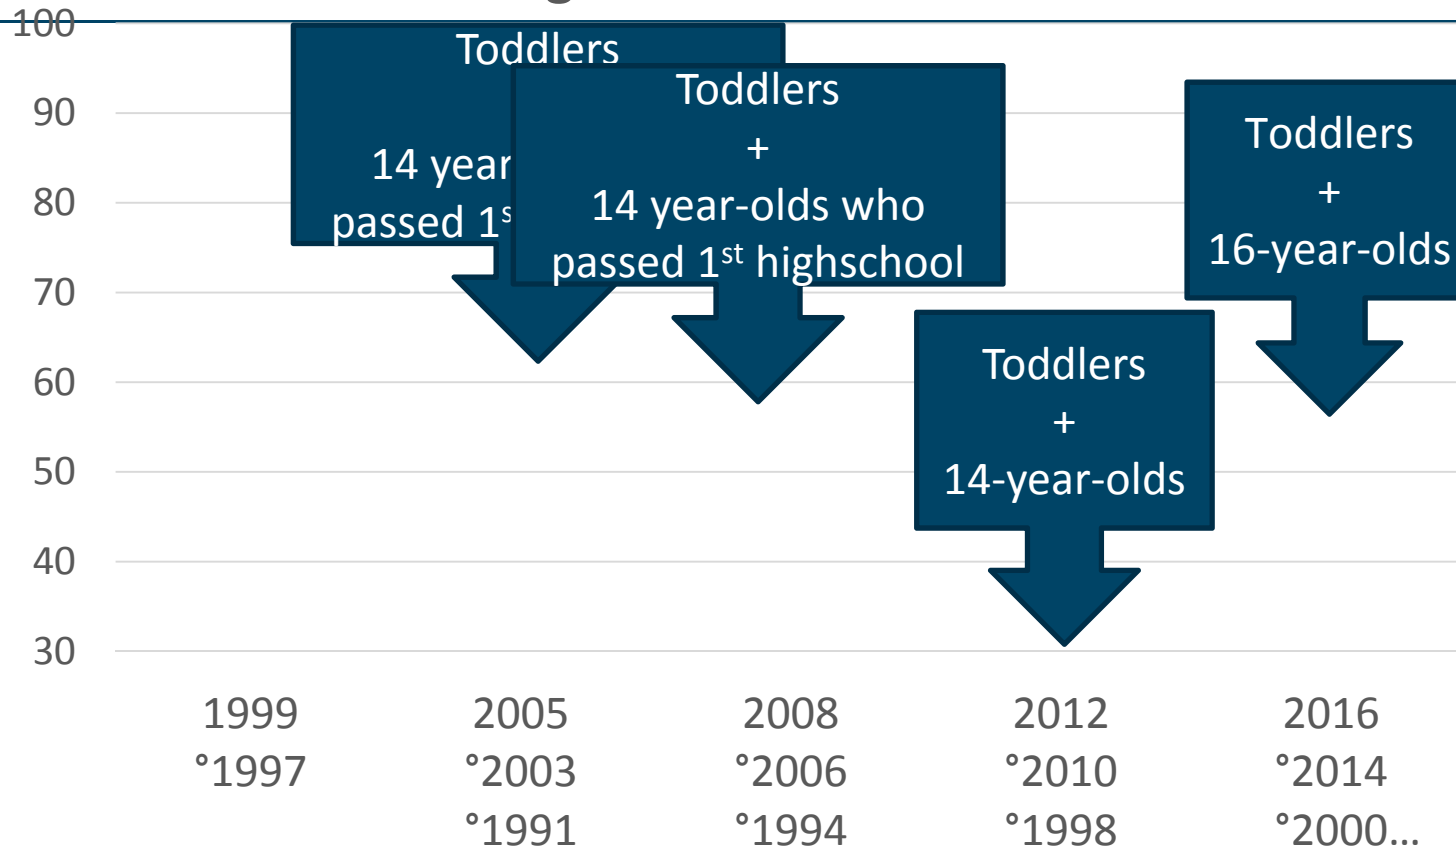 100
90
80
70
60
50
40
30
Toddlers
14 year
passed 1s
Toddlers
+
14 year-olds who
passed 1st highschool
Toddlers
+
14-year-olds
Toddlers
+
16-year-olds
1999 2005 2008 2012 2016
°1997 °2003 °2006 °2010 °2014
°1991 °1994 °1998 °2000...